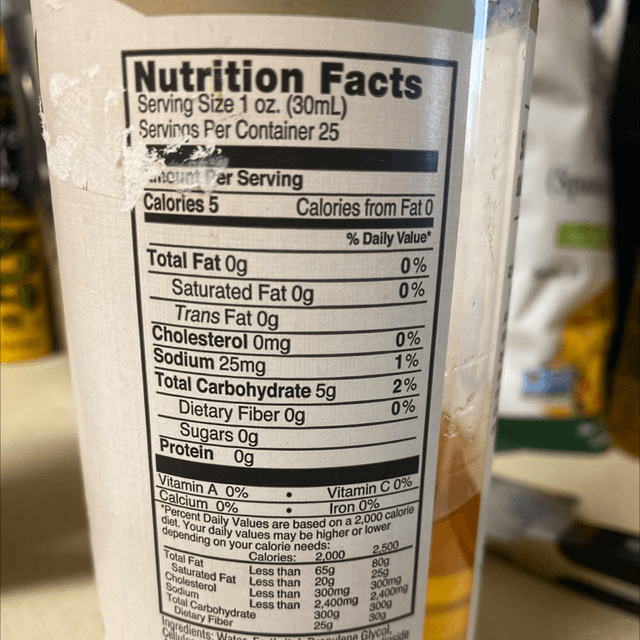 Nutrition Facts
Serving Size 1 oz. (30mL)
Servings Per Container 25
Amount Per Serving
Calories 5 Calories from Fat 0
% Daily Value*
Total Fat 0g 0%
Saturated Fat 0g 0%
Trans Fat 0g
Cholesterol 0mg 0%
Sodium 25mg 1%
Total Carbohydrate 5g 2%
Dietary Fiber 0g 0%
Sugars 0g
Protein 0g
Vitamin A 0% • Vitamin C 0%
Calcium 0% • Iron 0%
*Percent Daily Values are based on a 2,000 calorie
diet. Your daily values may be higher or lower
depending on your calorie needs:
Calories: 2,000 2,500
Total Fat Less than 65g 80g
Saturated Fat Less than 20g 25g
Cholesterol Less than 300mg 300mg
Sodium Less than 2,400mg 2,400mg
Total Carbohydrate 300g 300g
Dietary Fiber 25g 30g
Ingredients: Water, Glycol,